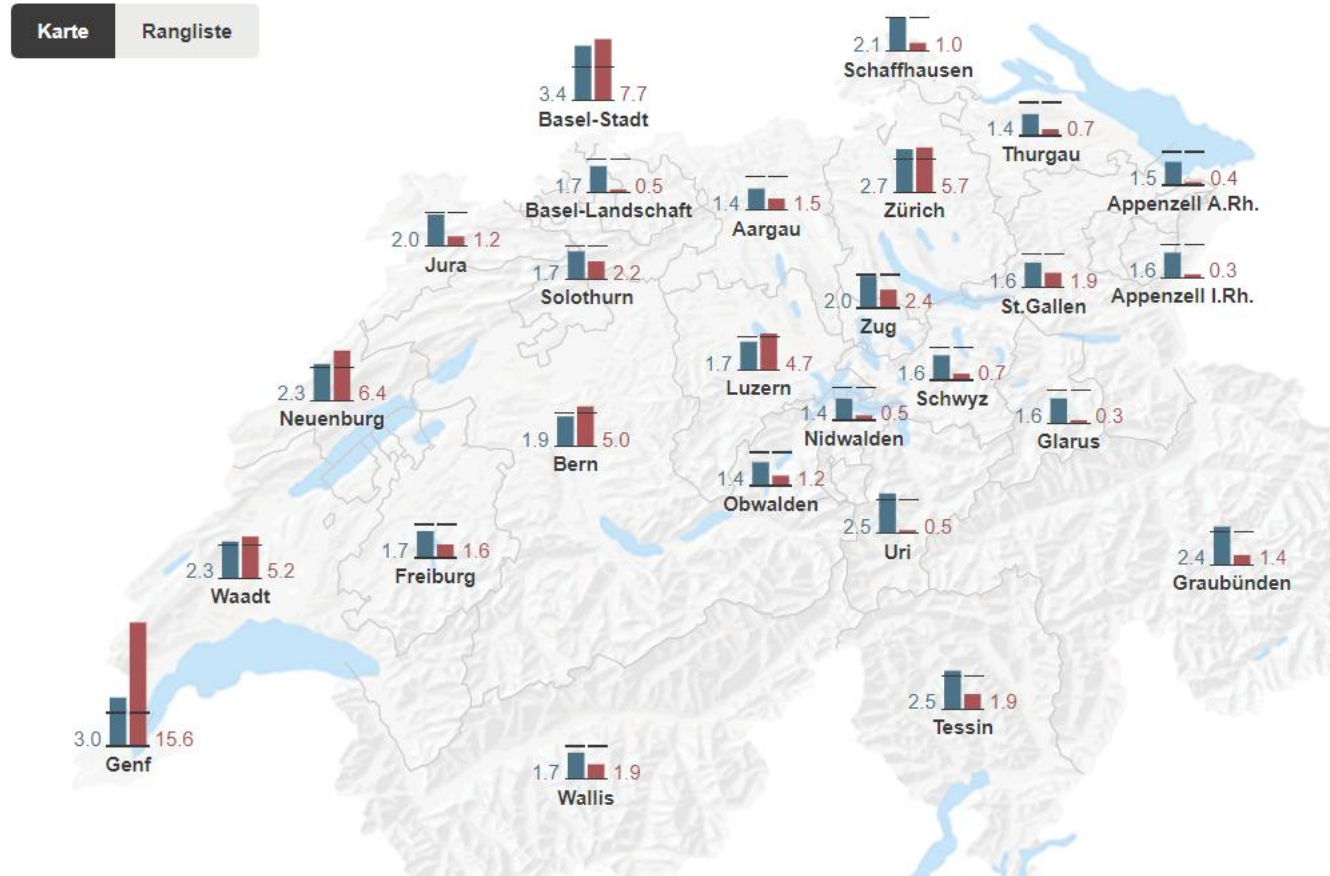 Karte Rangliste
2.1 1.0
Schaffhausen
3.4 7.7
Basel-Stadt
1.4 0.7
Thurgau
1.7 0.5
Basel-Landschaft
1.4 1.5
Aargau
2.7 5.7
Zürich
1.5 0.4
Appenzell A.Rh.
2.0 1.2
Jura
1.7 2.2
Solothurn
2.0 2.4
Zug
1.6 1.9
St.Gallen
1.6 0.3
Appenzell I.Rh.
2.3 6.4
Neuenburg
1.7 4.7
Luzern
1.6 0.7
Schwyz
1.9 5.0
Bern
1.4 0.5
Nidwalden
1.6 0.3
Glarus
1.4 1.2
Obwalden
2.5 0.5
Uri
2.3 5.2
Waadt
1.7 1.6
Freiburg
2.4 1.4
Graubünden
3.0 15.6
Genf
2.5 1.9
Tessin
1.7 1.9
Wallis